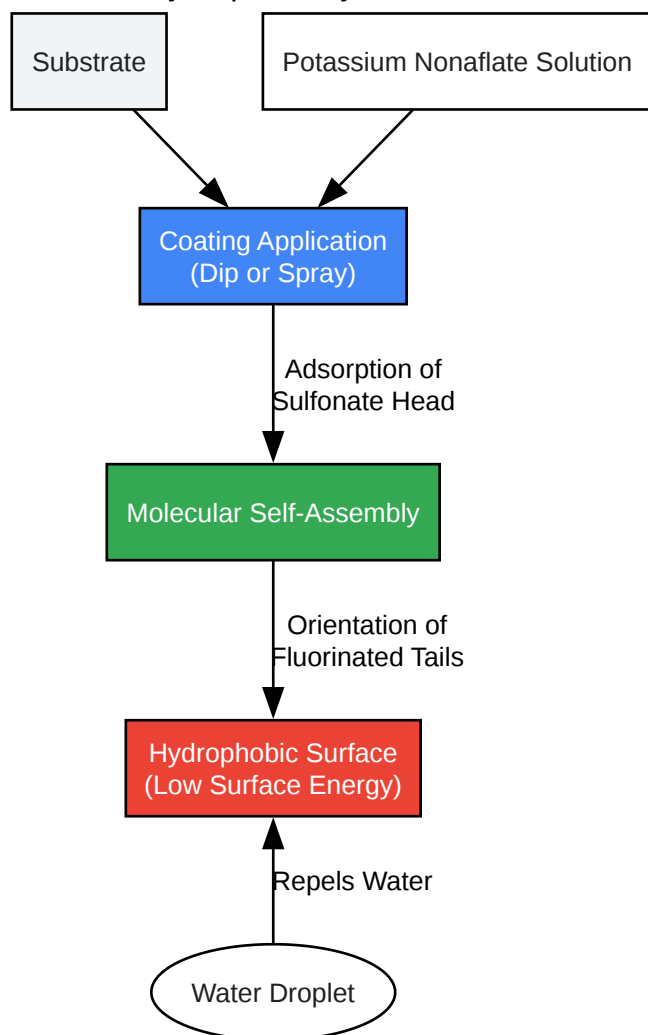 Substrate
Potassium Nonaflate Solution
Coating Application
(Dip or Spray)
Adsorption of
Sulfonate Head
Molecular Self-Assembly
Orientation of
Fluorinated Tails
Hydrophobic Surface
(Low Surface Energy)
Repels Water
Water Droplet